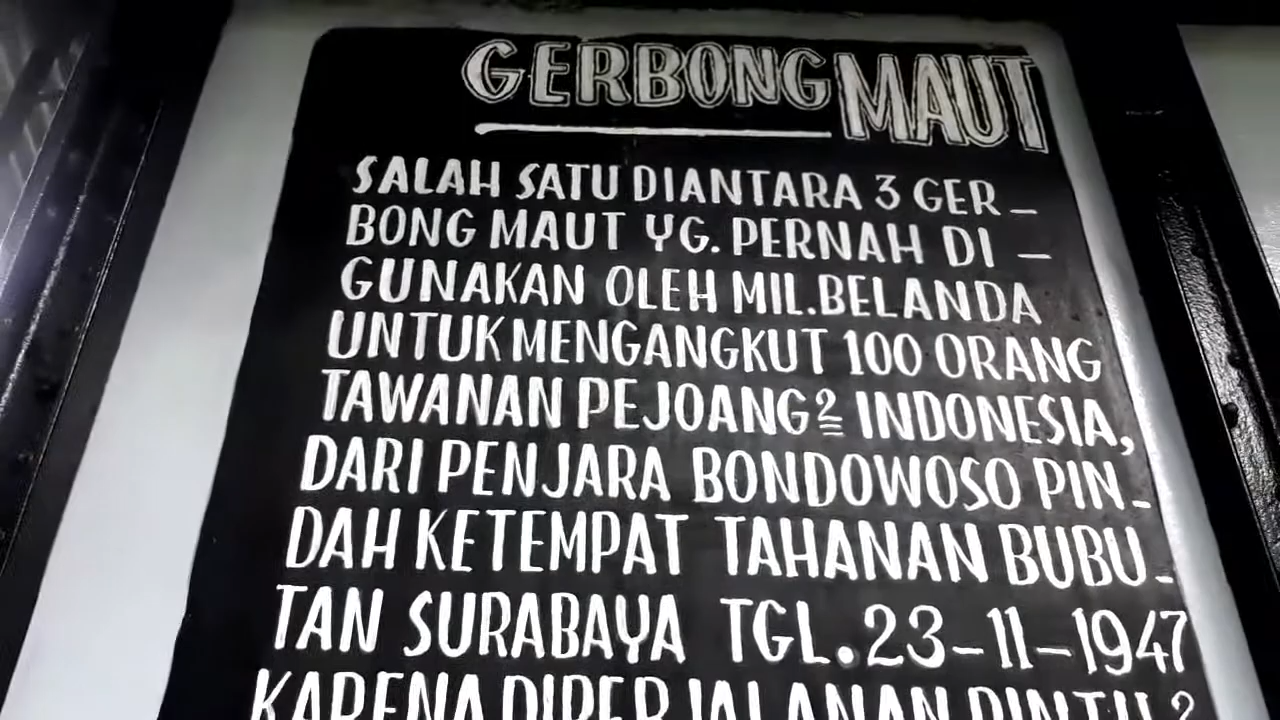 GERBONG MAUT
SALAH SATU DIANTARA 3 GER-
BONG MAUT YG. PERNAH DI-
GUNAKAN OLEH MIL.BELANDA
UNTUK MENGANGKUT 100 ORANG
TAWANAN PEJOANG2 INDONESIA,
DARI PENJARA BONDOWOSO PIN-
DAH KETEMPAT TAHANAN BUBU-
TAN SURABAYA TGL. 23-11-1947
KARENA DIPERJALANAN PINTU2